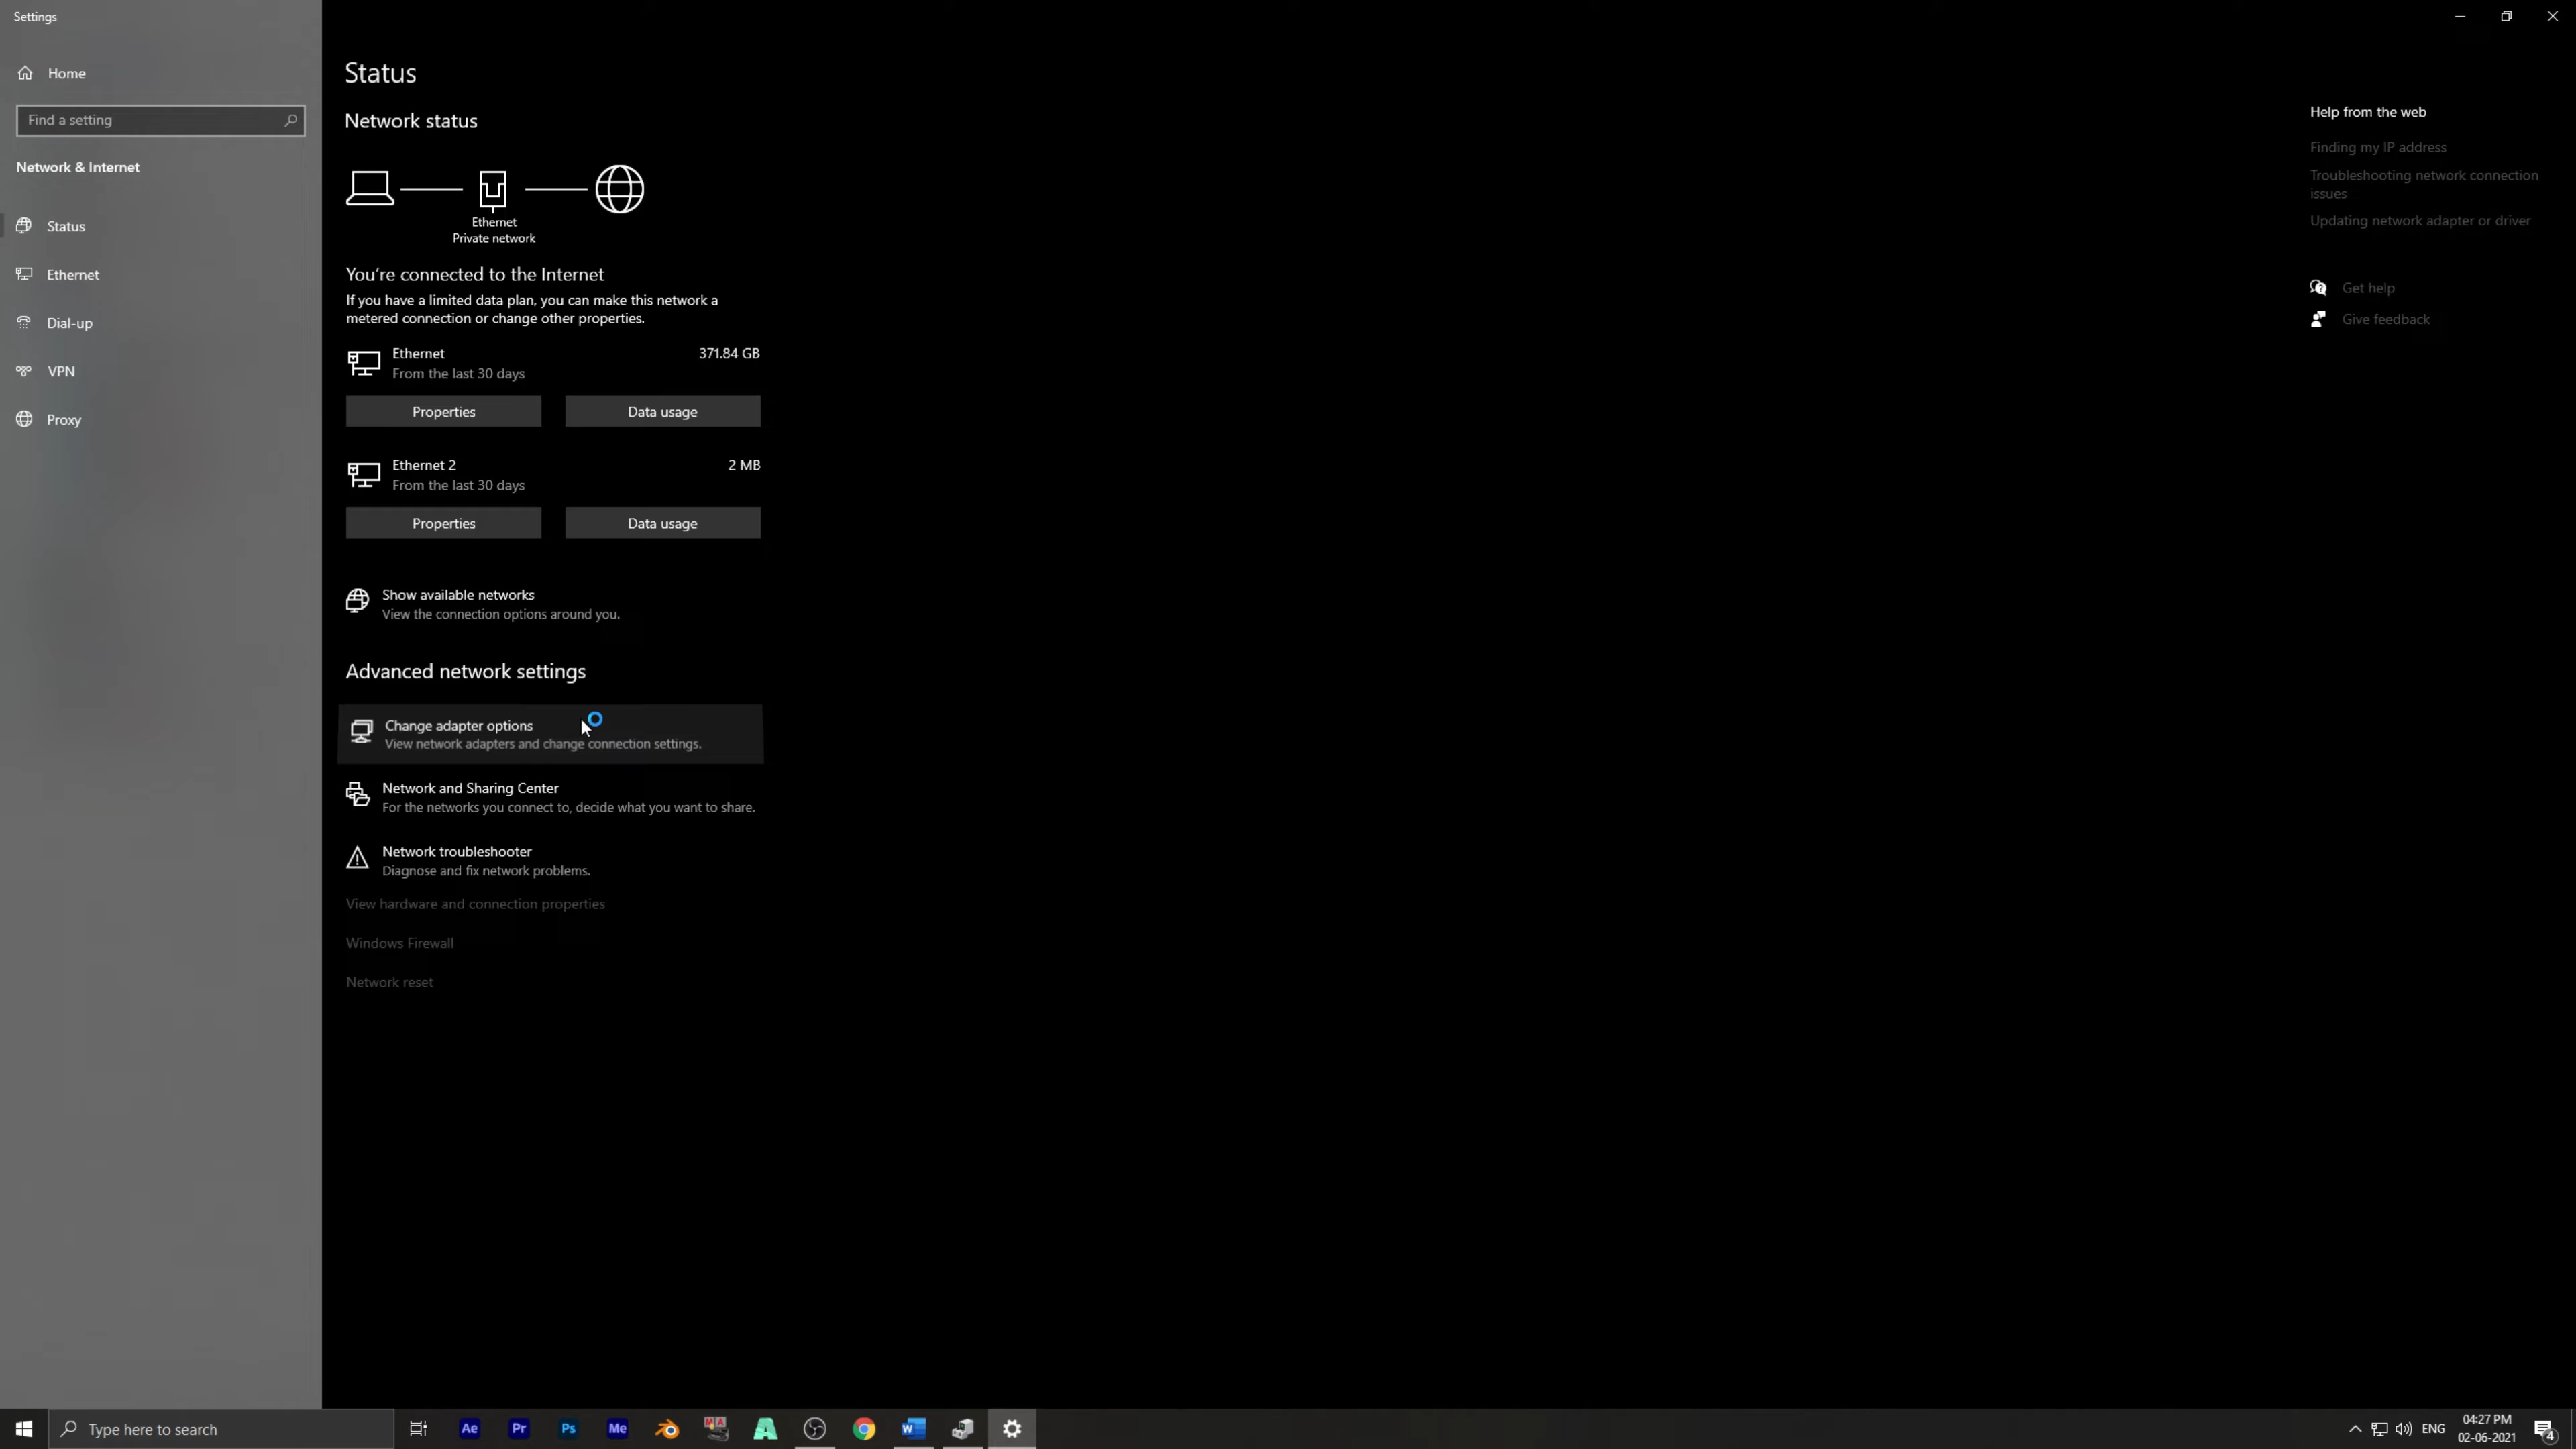 Settings
Home
Find a setting
Network & Internet
Status
Ethernet
Dial-up
VPN
Proxy
Status
Network status
Ethernet
Private network
You're connected to the Internet
If you have a limited data plan, you can make this network a
metered connection or change other properties.
Ethernet 371.84 GB
From the last 30 days
Properties Data usage
Ethernet 2 2 MB
From the last 30 days
Properties Data usage
Show available networks
View the connection options around you.
Advanced network settings
Change adapter options
View network adapters and change connection settings.
Network and Sharing Center
For the networks you connect to, decide what you want to share.
Network troubleshooter
Diagnose and fix network problems.
View hardware and connection properties
Windows Firewall
Network reset
Help from the web
Finding my IP address
Troubleshooting network connection
issues
Updating network adapter or driver
Get help
Give feedback
Type here to search
Ae Pr Ps Me
W
ENG
04:27 PM
02-06-2021
4